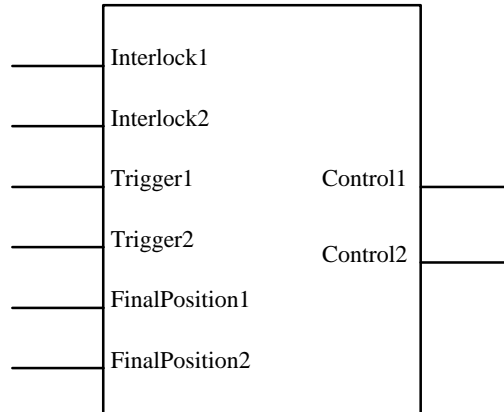 Interlock1
Interlock2
Trigger1
Control1
Trigger2
Control2
FinalPosition1
FinalPosition2